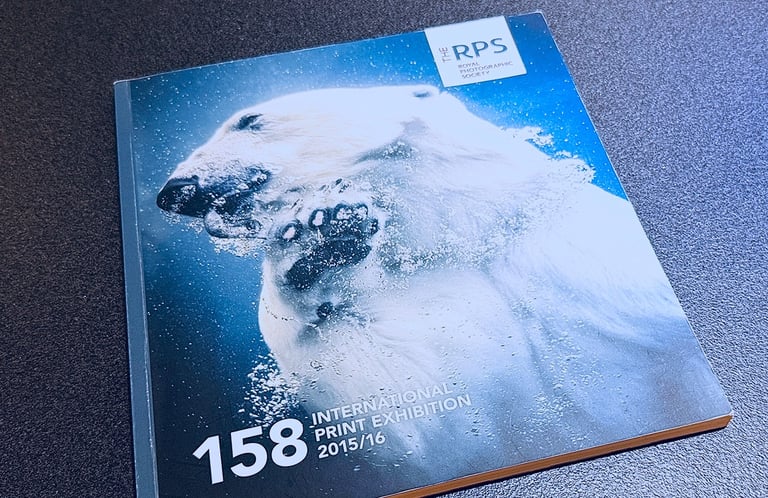 THE RPS
ROYAL
PHOTOGRAPHIC
SOCIETY
158
INTERNATIONAL
PRINT EXHIBITION
2015/16